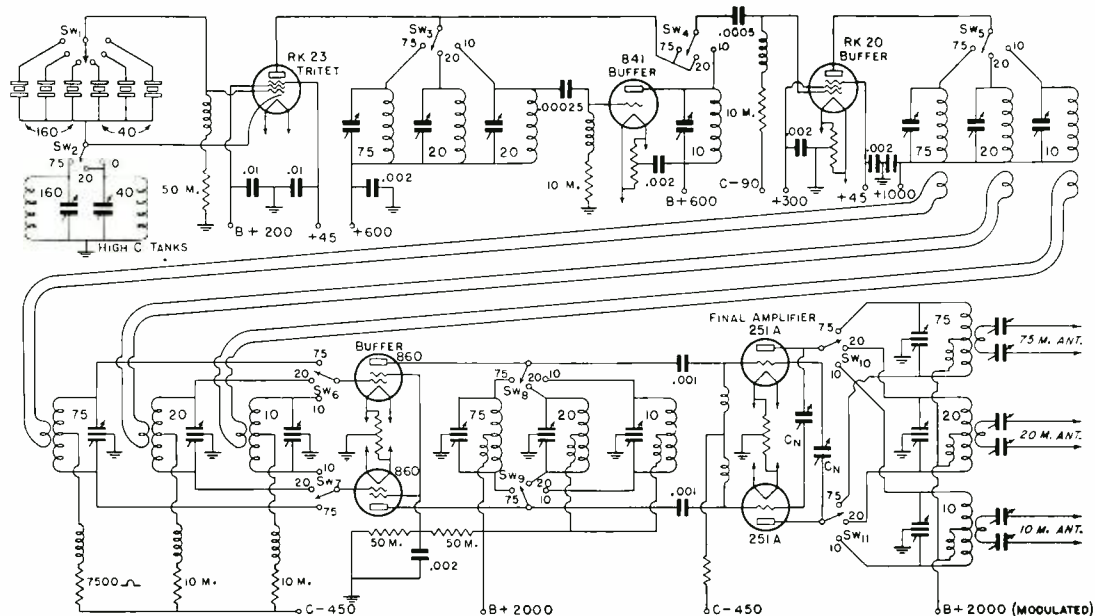 SW1
160
40
SW2
75
0
20
160
40
HIGH C TANKS
50 M.
RK 23
TRITET
.01
.01
B+ 200
+45
SW3
75
10
20
75
20
10
.002
+600
.00025
10 M.
841
BUFFER
.002
B+600
10
SW4
75
10
20
.0005
10 M.
C-90
RK 20
BUFFER
.002
+300
+45
.002
+1000
SW5
75
10
20
75
20
10
75
20
10
75
20
SW6
10
10
20
SW7
75
BUFFER
860
860
7500
10 M.
10 M.
C-450
50 M.
50 M.
.002
75
20
10
SW8
75
20
10
SW9
75
20
10
B+2000
.001
.001
C-450
FINAL AMPLIFIER
251A
CN
CN
251A
75
20
SW10
10
75
20
SW11
10
75
75 M. ANT.
20
20 M. ANT.
10
10 M. ANT.
B+2000 (MODULATED)